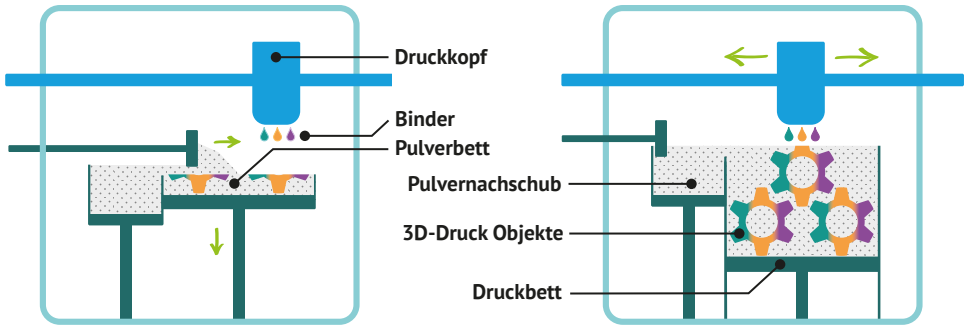 Druckkopf
Binder
Pulverbett
Pulvernachschub
3D-Druck Objekte
Druckbett